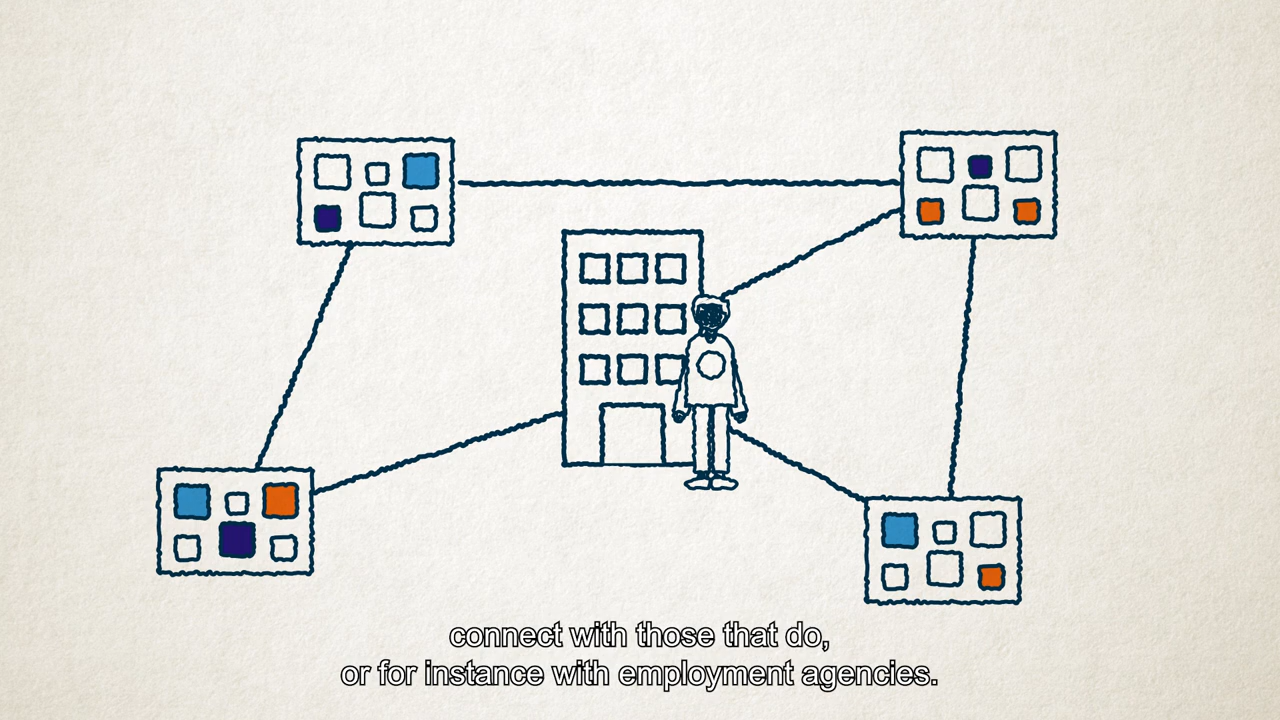 connect with those that do,
or for instance with employment agencies.